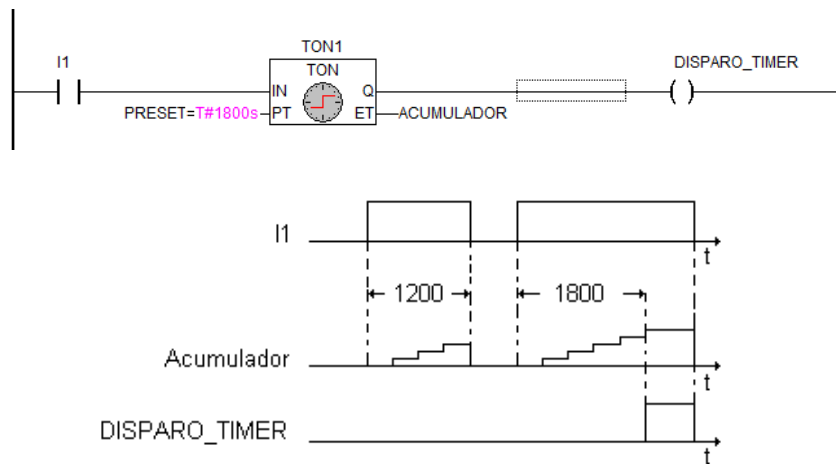 TON1
I1
TON
DISPARO_TIMER
IN
Q
PRESET=T#1800s
PT
ET
ACUMULADOR
I1
t
1200
1800
Acumulador
t
DISPARO_TIMER
t